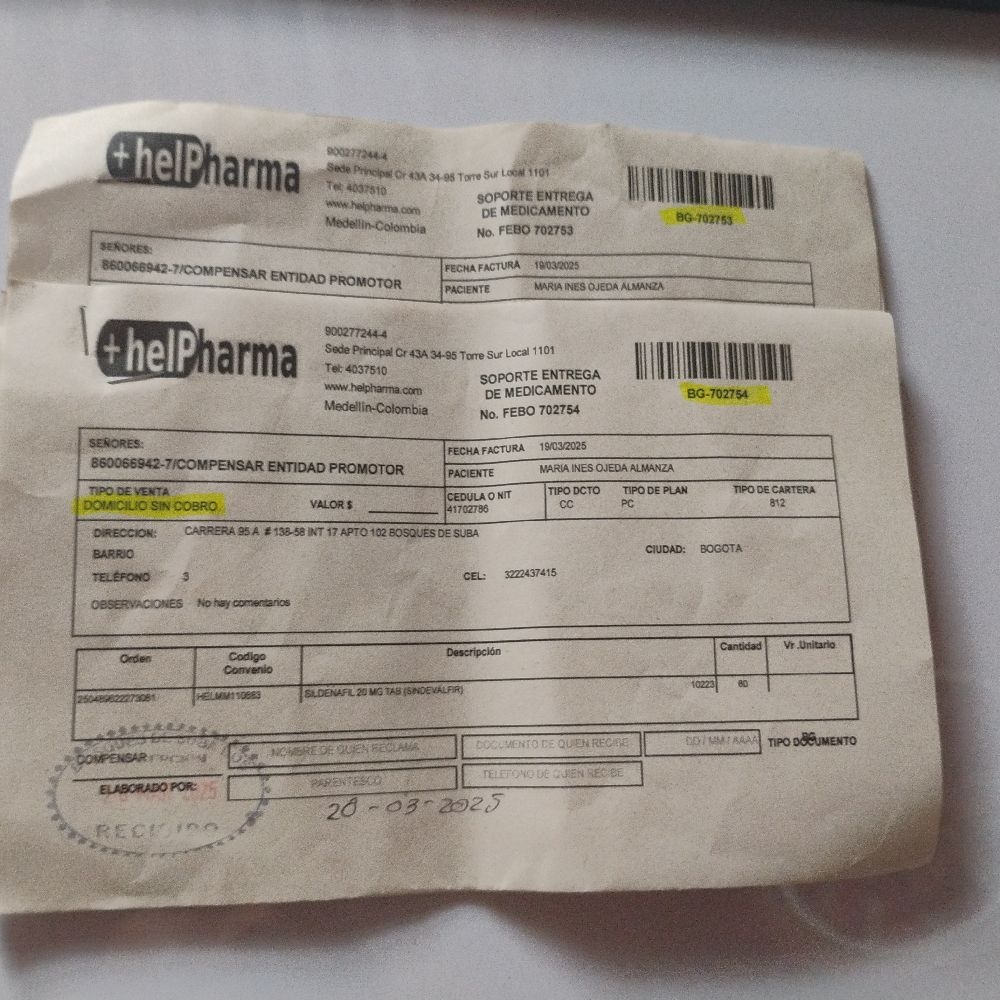 +helPharma
900277244-4
Sede Principal Cr 43A 34-95 Torre Sur Local 1101
Tel: 4037510
www.helpharma.com
Medellin-Colombia
SOPORTE ENTREGA
DE MEDICAMENTO
No. FEBO 702753
BG-702753
SEÑORES:
860066942-7/COMPENSAR ENTIDAD PROMOTOR
FECHA FACTURA 19/03/2025
PACIENTE MARIA INES OJEDA ALMANZA
+helPharma
900277244-4
Sede Principal Cr 43A 34-95 Torre Sur Local 1101
Tel: 4037510
www.helpharma.com
Medellin-Colombia
SOPORTE ENTREGA
DE MEDICAMENTO
No. FEBO 702754
BG-702754
SEÑORES:
860066942-7/COMPENSAR ENTIDAD PROMOTOR
FECHA FACTURA 19/03/2025
PACIENTE MARIA INES OJEDA ALMANZA
TIPO DE VENTA
DOMICILIO SIN COBRO
VALOR $
CEDULA O NIT
41702786
TIPO DCTO
CC
TIPO DE PLAN
PC
TIPO DE CARTERA
812
DIRECCION: CARRERA 95 A # 138-58 INT 17 APTO 102 BOSQUES DE SUBA
BARRIO
CIUDAD: BOGOTA
TELÉFONO 3
CEL: 3222437415
OBSERVACIONES No hay comentarios
Orden
Codigo
Convenio
Descripción
Cantidad
Vr .Unitario
SILDENAFIL 20 MG TAB (SINDEVALFIR) 10223
COMPENSAR
NOMBRE DE QUIEN RECLAMA
DOCUMENTO DE QUIEN RECIBE
DD / MM / AAAA
TIPO DOCUMENTO
BG
ELABORADO POR:
PARENTESCO
TELEFONO DE QUIEN RECIBE
RECIBIDO
28-03-2025